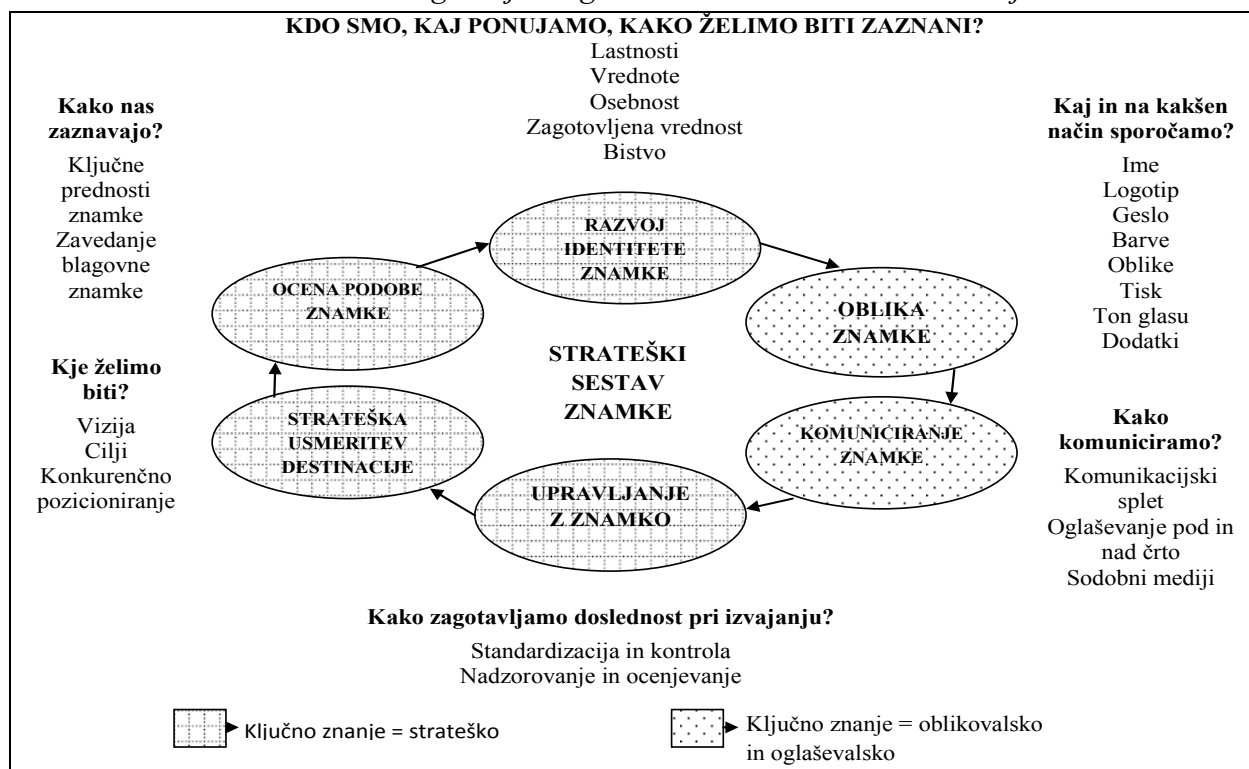 KDO SMO, KAJ PONUJAMO, KAKO ŽELIMO BITI ZAZNANI?
Lastnosti
Vrednote
Osebnost
Zagotovljena vrednost
Bistvo
Kako nas
zaznavajo?
Ključne
prednosti
znamke
Zavedanje
blagovne
znamke
Kaj in na kakšen
način sporočamo?
Ime
Logotip
Geslo
Barve
Oblike
Tisk
Ton glasu
Dodatki
RAZVOJ
IDENTITETE
ZNAMKE
OCENA PODOBE
ZNAMKE
OBLIKA
ZNAMKE
STRATEŠKI
SESTAV
ZNAMKE
Kje želimo
biti?
Vizija
Cilji
Konkurenčno
pozicioniranje
STRATEŠKA
USMERITEV
DESTINACIJE
KOMUNICIRANJE
ZNAMKE
UPRAVLJANJE
Z ZNAMKO
Kako
komuniciramo?
Komunikacijski
splet
Oglaševanje pod in
nad črto
Sodobni mediji
Kako zagotavljamo doslednost pri izvajanju?
Standardizacija in kontrola
Nadzorovanje in ocenjevanje
Ključno znanje = strateško
Ključno znanje = oblikovalsko
in oglaševalsko